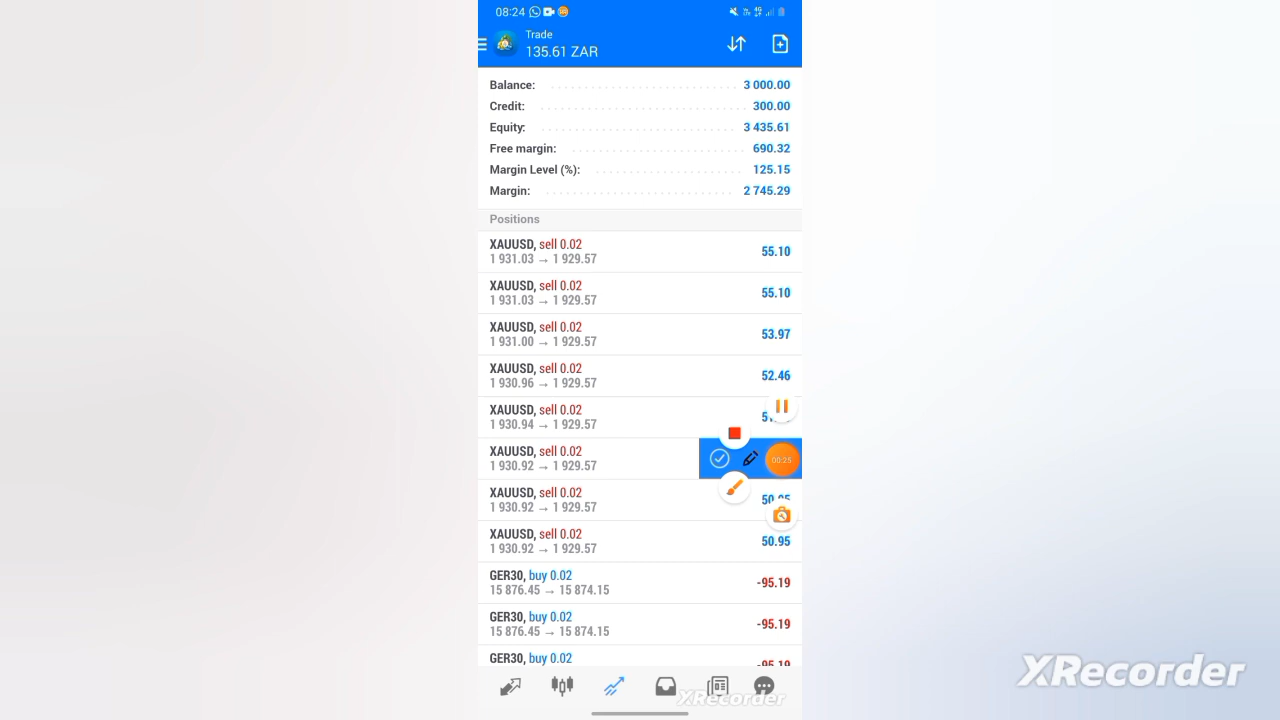 08:24
4G
Trade
135.61 ZAR
Balance: 3 000.00
Credit: 300.00
Equity: 3 435.61
Free margin: 690.32
Margin Level (%): 125.15
Margin: 2 745.29
Positions
XAUUSD, sell 0.02
1 931.03 → 1 929.57 55.10
XAUUSD, sell 0.02
1 931.03 → 1 929.57 55.10
XAUUSD, sell 0.02
1 931.00 → 1 929.57 53.97
XAUUSD, sell 0.02
1 930.96 → 1 929.57 52.46
XAUUSD, sell 0.02
1 930.94 → 1 929.57
XAUUSD, sell 0.02
1 930.92 → 1 929.57 00:25
XAUUSD, sell 0.02
1 930.92 → 1 929.57 50.95
XAUUSD, sell 0.02
1 930.92 → 1 929.57 50.95
GER30, buy 0.02
15 876.45 → 15 874.15 -95.19
GER30, buy 0.02
15 876.45 → 15 874.15 -95.19
GER30, buy 0.02 -95.19
XRecorder
XRecorder